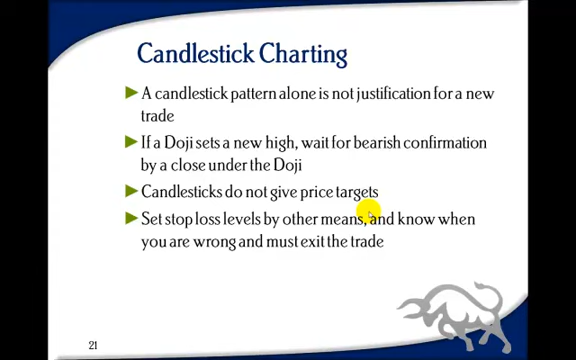 Candlestick Charting
A candlestick pattern alone is not justification for a new
trade
If a Doji sets a new high, wait for bearish confirmation
by a close under the Doji
Candlesticks do not give price targets
Set stop loss levels by other means, and know when
you are wrong and must exit the trade
21